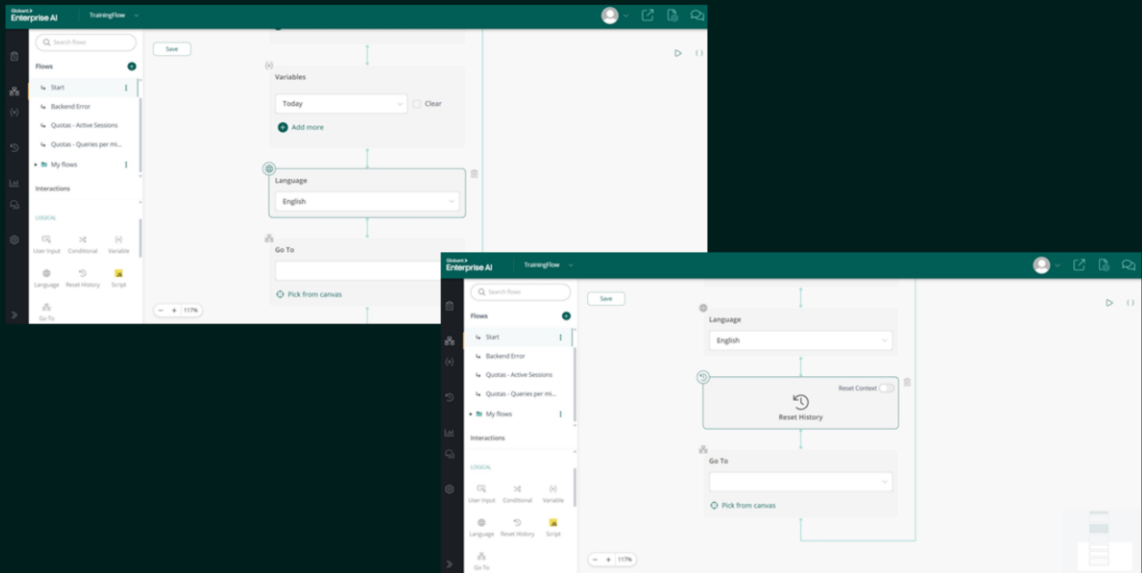 Globant
Enterprise AI
TrainingFlow
Search flows
Save
Flows
Start
Backend Error
Quotas - Active Sessions
Quotas - Queries per mi...
My flows
Interactions
LOGICAL
User Input
Conditional
Variable
Language
Reset History
Script
Go To
Variables
Today
Clear
Add more
Language
English
Go To
Pick from canvas
117%
Globant
Enterprise AI
TrainingFlow
Search flows
Save
Flows
Start
Backend Error
Quotas - Active Sessions
Quotas - Queries per mi...
My flows
Interactions
LOGICAL
User Input
Conditional
Variable
Language
Reset History
Script
Go To
Language
English
Reset Context
Reset History
Go To
Pick from canvas
117%